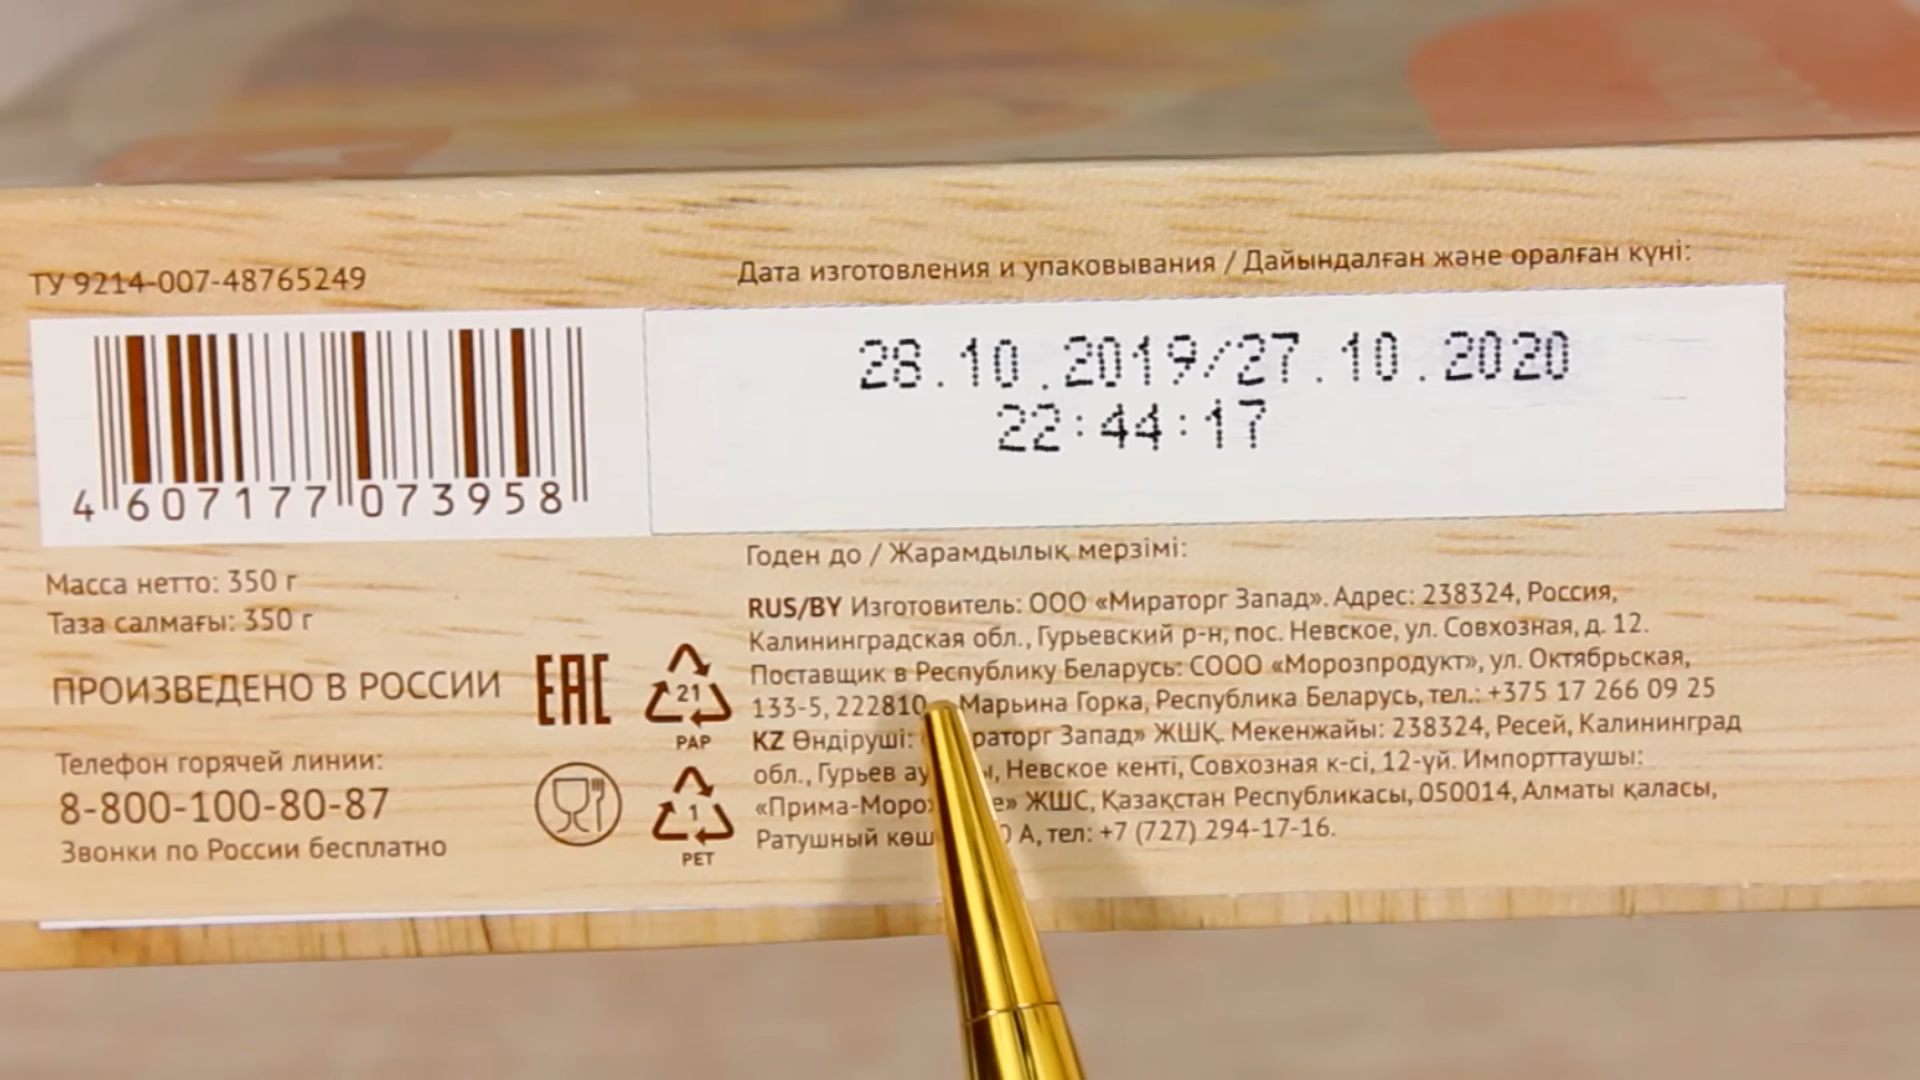 ТУ 9214-007-48765249
4 607177 073958
Масса нетто: 350 г
Таза салмағы: 350 г
ПРОИЗВЕДЕНО В РОССИИ
Телефон горячей линии:
8-800-100-80-87
Звонки по России бесплатно
EAC
21
PAP
1
PET
Дата изготовления и упаковывания / Дайындалған және оралған күні:
28.10.2019/27.10.2020
22:44:17
Годен до / Жарамдылық мерзімі:
RUS/BY Изготовитель: ООО «Мираторг Запад». Адрес: 238324, Россия,
Калининградская обл., Гурьевский р-н, пос. Невское, ул. Совхозная, д. 12.
Поставщик в Республику Беларусь: СООО «Морозпродукт», ул. Октябрьская,
133-5, 222810, Марьина Горка, Республика Беларусь, тел.: +375 17 266 09 25
KZ Өндіруші: Запад» ЖШҚ. Мекенжайы: 238324, Ресей, Калининград
обл., Гурьев Невское кенті, Совхозная к-сі, 12-үй. Импорттаушы:
ЖШС, Қазақстан Республикасы, 050014, Алматы қаласы,
Ратушный А, тел: +7 (727) 294-17-16.